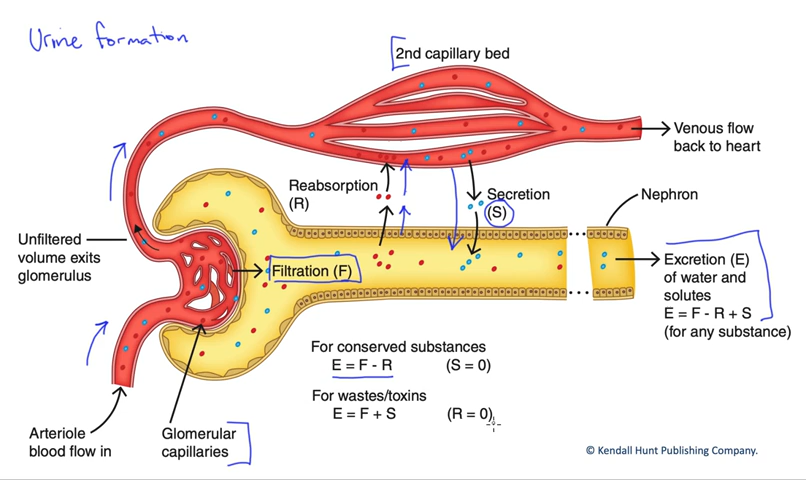 Urine formation
2nd capillary bed
Venous flow
back to heart
Reabsorption
(R)
Secretion
(S)
Nephron
Unfiltered
volume exits
glomerulus
Filtration (F)
Excretion (E)
of water and
solutes
E = F - R + S
(for any substance)
For conserved substances
E = F - R (S = 0)
For wastes/toxins
E = F + S (R = 0)
Arteriole
blood flow in
Glomerular
capillaries
© Kendall Hunt Publishing Company.